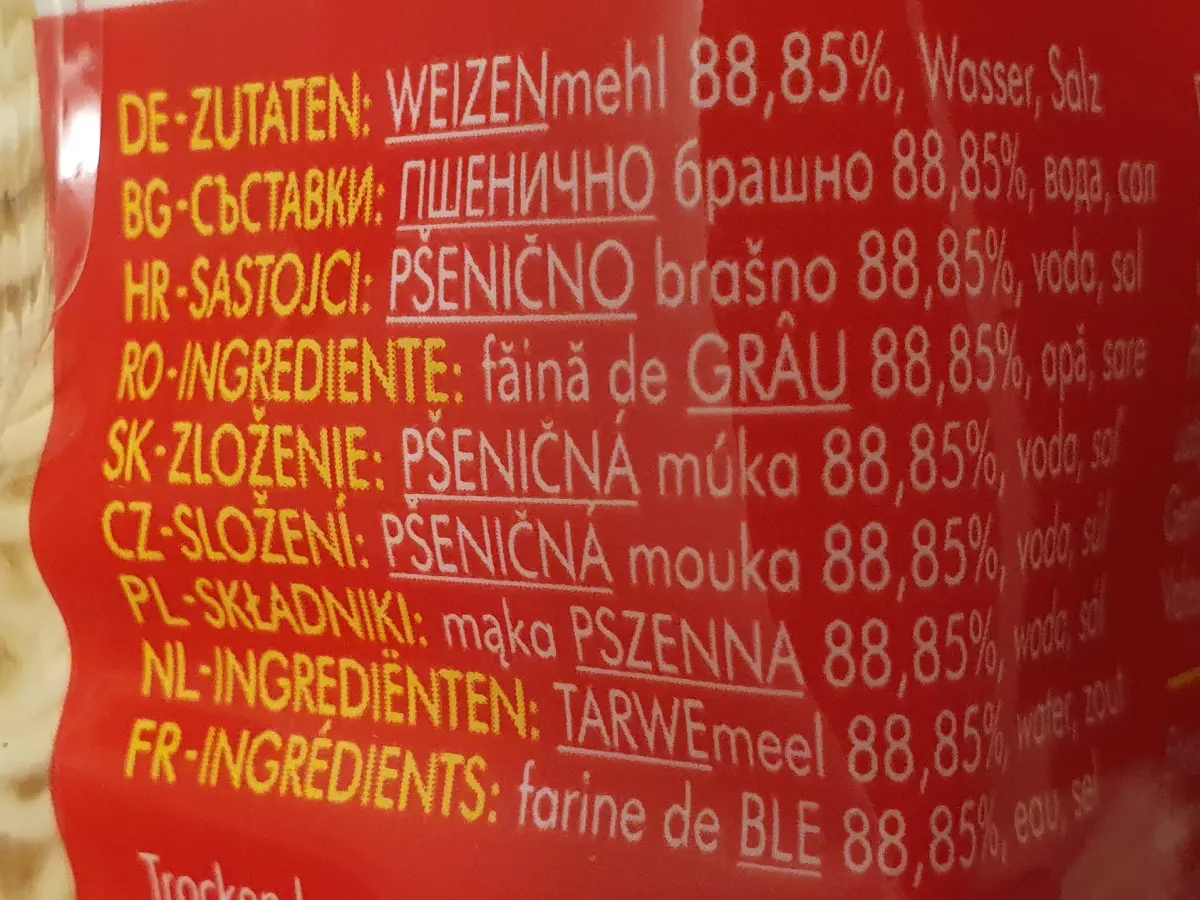 DE-ZUTATEN: WEIZENmehl 88,85%, Wasser, Salz
BG-СЪСТАВКИ: ПШЕНИЧНО брашно 88,85%, вода, сол
HR-SASTOJCI: PŠENIČNO brašno 88,85%, voda, sol
RO-INGREDIENTE: făină de GRÂU 88,85%, apă, sare
SK-ZLOŽENIE: PŠENIČNÁ múka 88,85%, voda, soľ
CZ-SLOŽENÍ: PŠENIČNÁ mouka 88,85%, voda, sůl
PL-SKŁADNIKI: mąka PSZENNA 88,85%, woda, sól
NL-INGREDIËNTEN: TARWEmeel 88,85%, water, zout
FR-INGRÉDIENTS: farine de BLE 88,85%, eau, sel